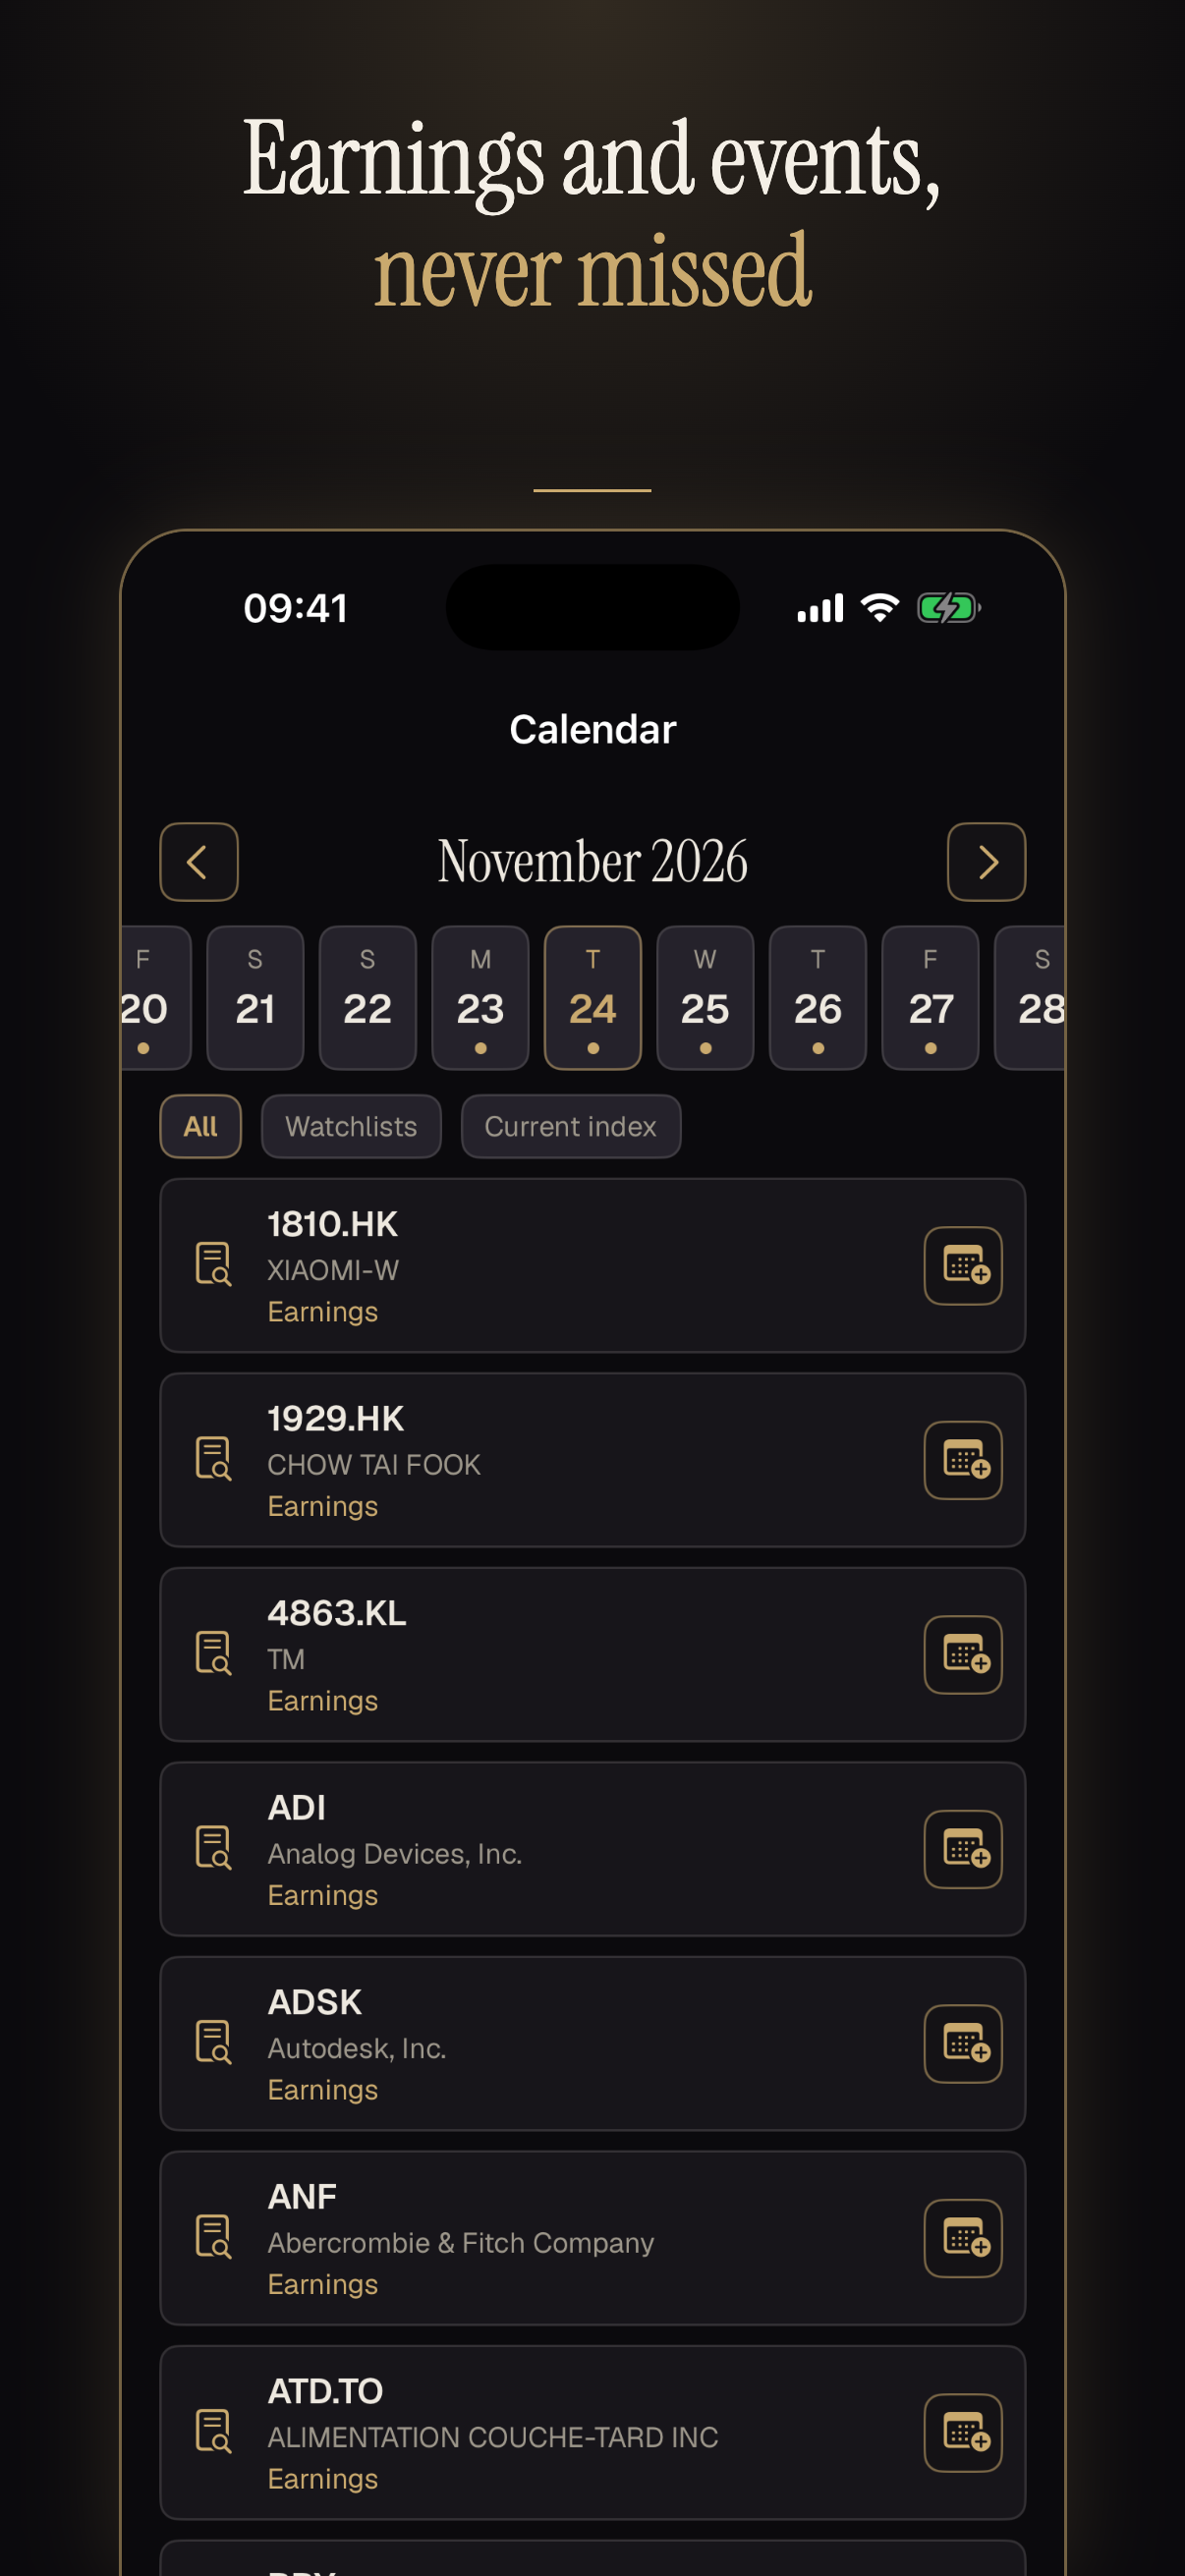 Earnings and events,
never missed
09:41
Calendar
November 2026
F S S M T W T F S
20 21 22 23 24 25 26 27 28
All Watchlists Current index
1810.HK
XIAOMI-W
Earnings
1929.HK
CHOW TAI FOOK
Earnings
4863.KL
TM
Earnings
ADI
Analog Devices, Inc.
Earnings
ADSK
Autodesk, Inc.
Earnings
ANF
Abercrombie & Fitch Company
Earnings
ATD.TO
ALIMENTATION COUCHE-TARD INC
Earnings